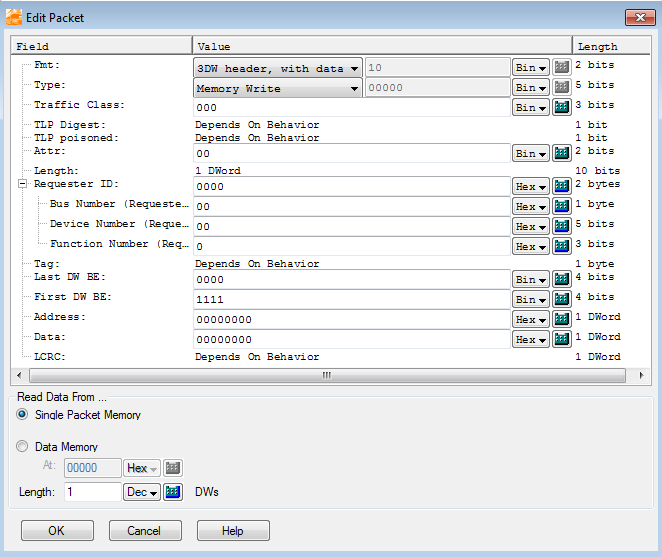 Edit Packet
Field Value Length
Fmt: 3DW header, with data 10 Bin 2 bits
Type: Memory Write 00000 Bin 5 bits
Traffic Class: 000 Bin 3 bits
TLP Digest: Depends On Behavior 1 bit
TLP poisoned: Depends On Behavior 1 bit
Attr: 00 Bin 2 bits
Length: 1 DWord 10 bits
Requester ID: 0000 Hex 2 bytes
Bus Number (Requeste... 00 Hex 1 byte
Device Number (Reque... 00 Hex 5 bits
Function Number (Req... 0 Hex 3 bits
Tag: Depends On Behavior 1 byte
Last DW BE: 0000 Bin 4 bits
First DW BE: 1111 Bin 4 bits
Address: 00000000 Hex 1 DWord
Data: 00000000 Hex 1 DWord
LCRC: Depends On Behavior 1 DWord
Read Data From ...
Single Packet Memory
Data Memory
At: 00000 Hex
Length: 1 Dec DWs
OK Cancel Help